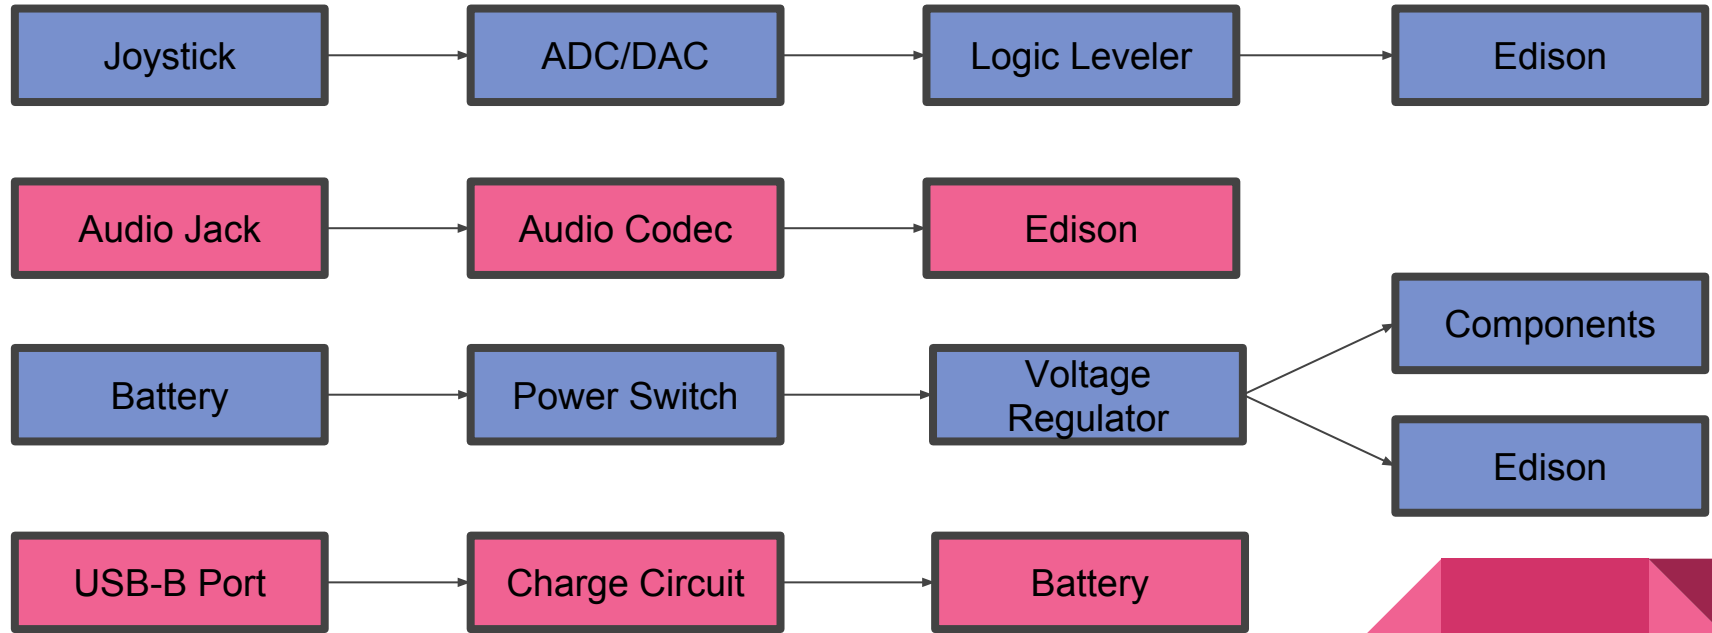 Joystick
ADC/DAC
Logic Leveler
Edison
Audio Jack
Audio Codec
Edison
Battery
Power Switch
Voltage
Regulator
Components
Edison
USB-B Port
Charge Circuit
Battery